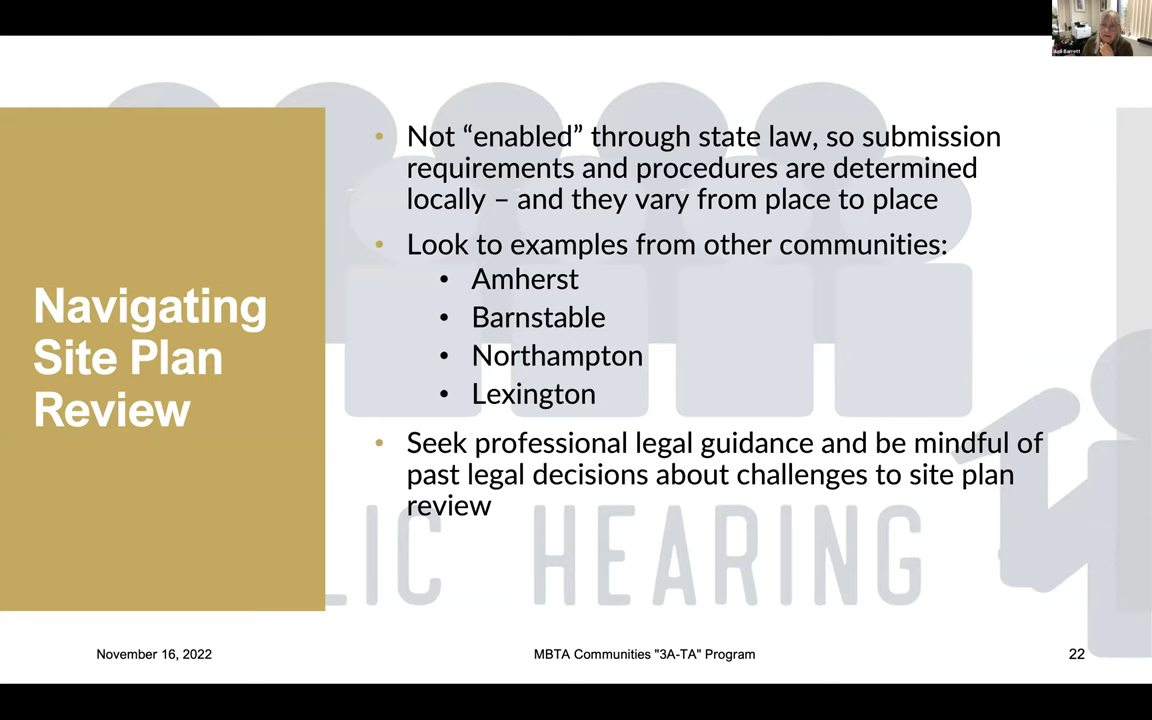 Judi Barrett
Navigating
Site Plan
Review
• Not “enabled” through state law, so submission
requirements and procedures are determined
locally – and they vary from place to place
• Look to examples from other communities:
• Amherst
• Barnstable
• Northampton
• Lexington
• Seek professional legal guidance and be mindful of
past legal decisions about challenges to site plan
review
LIC HEARING
November 16, 2022
MBTA Communities "3A-TA" Program
22